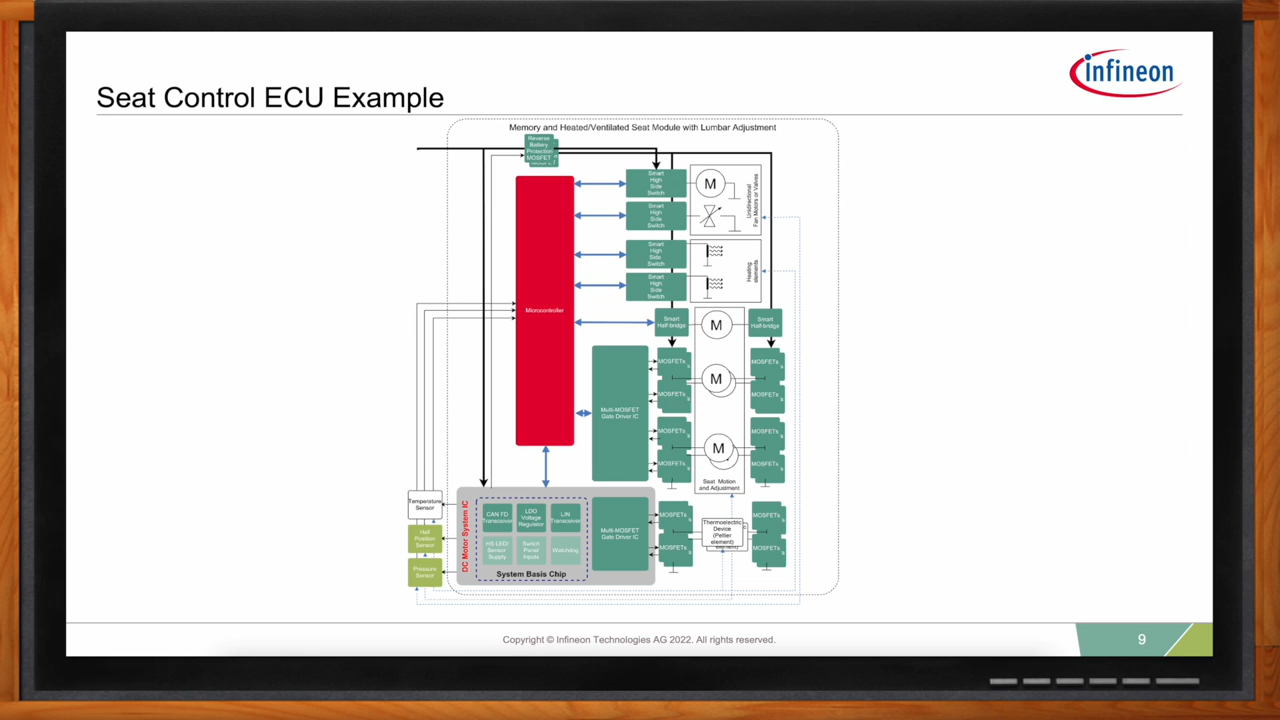 infineon
Seat Control ECU Example
Memory and Heated/Ventilated Seat Module with Lumbar Adjustment
Reverse
Battery
Protection
MOSFET
Smart
High
Side
Switch
M
Unidirectional
Fan Motors or Valves
Smart
High
Side
Switch
Smart
High
Side
Switch
Heating
elements
Smart
High
Side
Switch
Microcontroller
Smart
Half-bridge
M
Smart
Half-bridge
MOSFETs
s
M
MOSFETs
s
MOSFETs
MOSFETs
Multi-MOSFET
Gate Driver IC
MOSFETs
s
M
MOSFETs
s
MOSFETs
MOSFETs
Seat Motion
and Adjustment
Temperature
Sensor
Hall
Position
Sensor
Pressure
Sensor
DC Motor System IC
CAN FD
Transceiver
LDO
Voltage
Regulator
LIN
Transceiver
HS LED/
Sensor
Supply
Switch
Panel
Inputs
Watchdog
System Basis Chip
Multi-MOSFET
Gate Driver IC
MOSFETs
s
MOSFETs
s
Thermoelectric
Device
(Peltier
element)
element)
MOSFETs
s
MOSFETs
s
Copyright © Infineon Technologies AG 2022. All rights reserved.
9